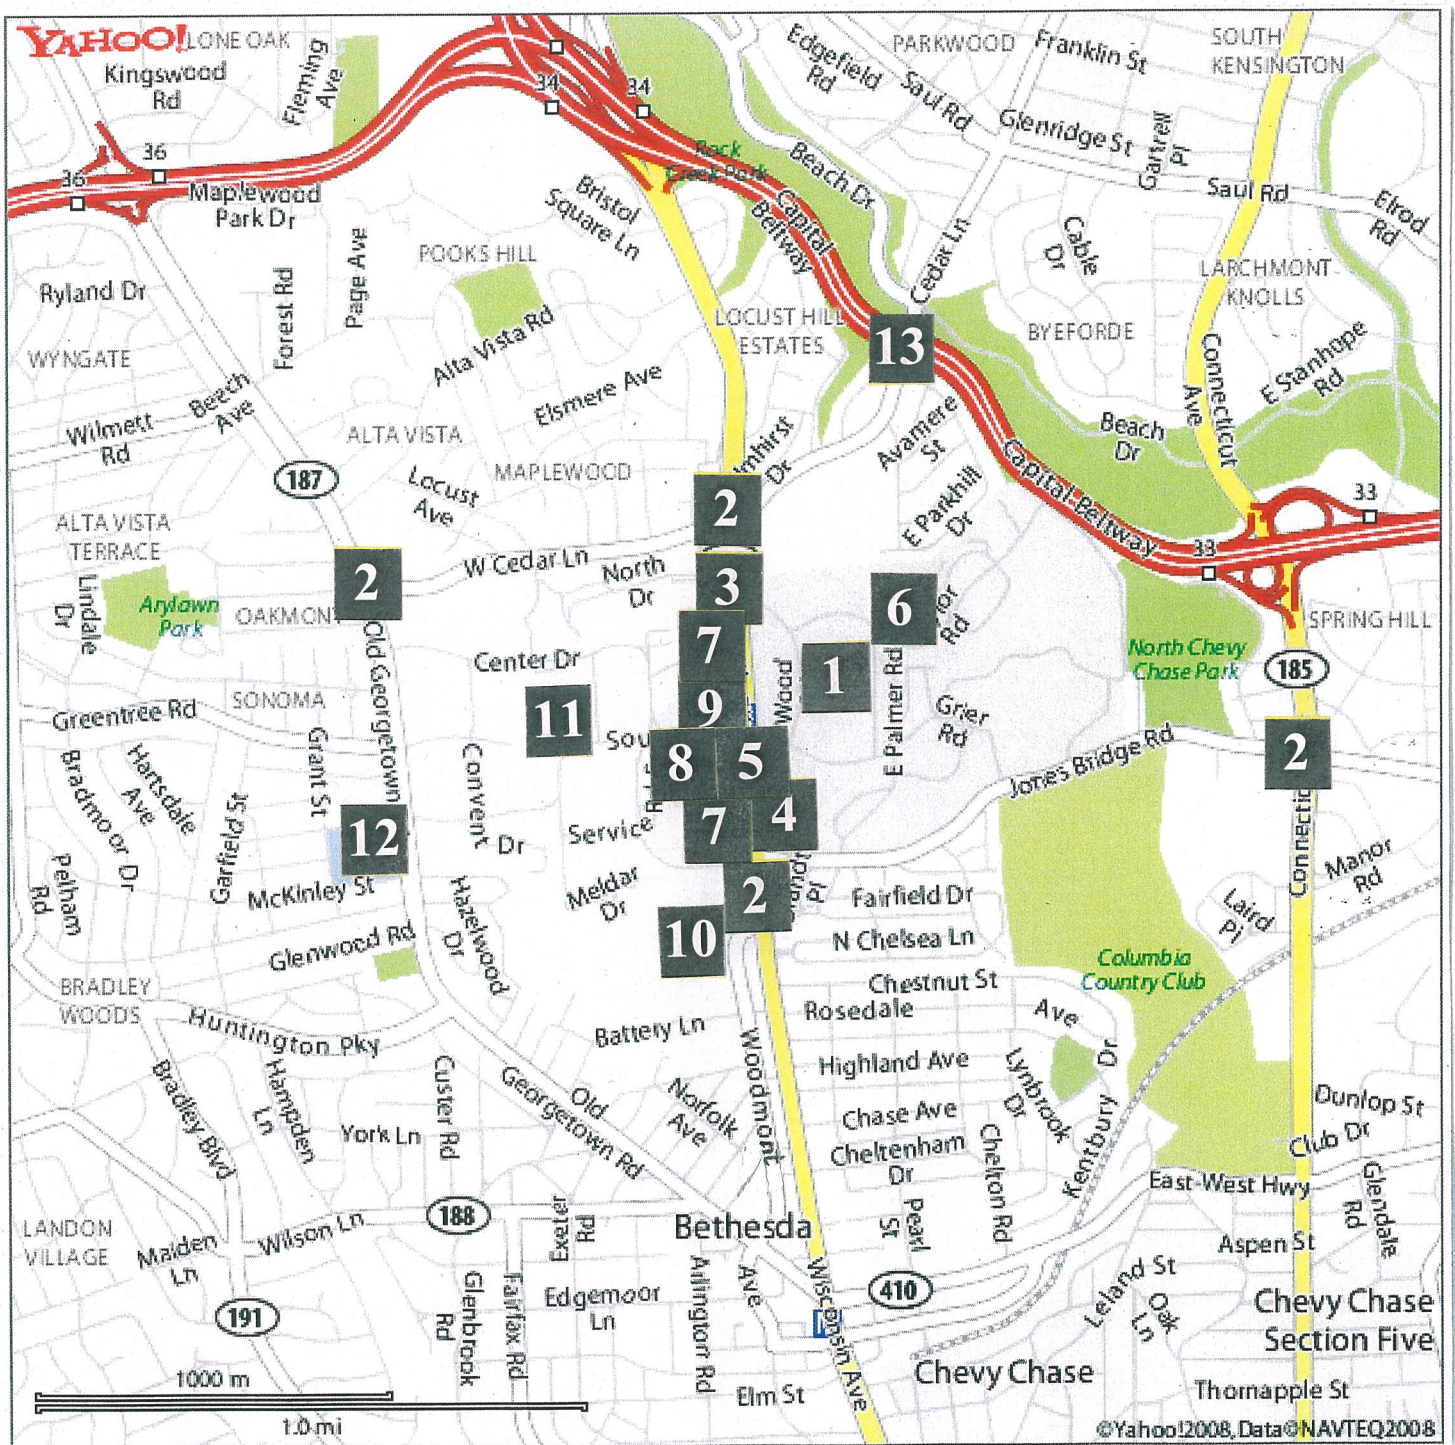 YAHOO!
LONE OAK
Kingswood
Rd
Fleming
Ave
34
34
Edgefield
Rd
PARKWOOD
Saul Rd
Franklin St
SOUTH
KENSINGTON
Glenridge St
Gartrell
Pl
36
36
Maplewood
Park Dr
Rock
Creek Park
Beach Dr
Bristol
Square Ln
Capital
Beltway
Saul Rd
Elrod
Rd
Ryland Dr
Forest Rd
Page Ave
POOKS HILL
Cedar Ln
Cable
Dr
LARCHMONT
KNOLLS
WYNGATE
Alta Vista Rd
LOCUST HILL
ESTATES
13
BYEFORDE
Connecticut
Ave
E Stanhope
Rd
Wilmett
Rd
Beech
Ave
Elsmere Ave
ALTA VISTA
MAPLEWOOD
Avamere
St
Beach
Dr
187
Locust
Ave
lmhirst
Dr
2
E Parkhill
Dr
Capital Beltway
33
33
ALTA VISTA
TERRACE
Lindale
Dr
Arylawn
Park
OAKMONT
2
W Cedar Ln
North
Dr
3
6
or
Rd
SPRING HILL
Old Georgetown
Center Dr
7
Wood
1
E Palmer Rd
North Chevy
Chase Park
185
SONOMA
Greentree Rd
Grant St
11
9
Grier
Rd
Sou
8
5
Jones Bridge Rd
2
Bradmoor Dr
Hartsdale
Ave
Garfield St
12
Convent
Dr
Service
7
4
Connectic
Manor
Rd
Pelham
Rd
McKinley St
Hazelwood
Dr
Meldar
Dr
2
Pl
Fairfield Dr
Laird
Pl
Glenwood Rd
10
N Chelsea Ln
Columbia
Country Club
BRADLEY
WOODS
Chestnut St
Rosedale
Ave
Huntington Pky
Battery Ln
Woodmont
Highland Ave
Lynbrook
Dr
Dr
Bradley Blvd
Hampden
Ln
Custer Rd
Old
Georgetown Rd
Norfolk
Ave
Chase Ave
Kentbury
Dunlop St
York Ln
Cheltenham
Dr
Chelton Rd
Club Dr
East-West Hwy
Glendale
Rd
LANDON
VILLAGE
Maiden
Ln
Wilson Ln
188
Exeter
Rd
Bethesda
Pearl
St
Aspen St
191
Glenbrook
Rd
Fairfax Rd
Edgemoor
Ln
Arlington Rd
Ave
Wisconsin Ave
410
Leland St
Oak
Ln
Chevy Chase
Section Five
Chevy Chase
Elm St
Thornapple St
1000 m
1.0 mi
©Yahoo!2008,Data©NAVTEQ2008